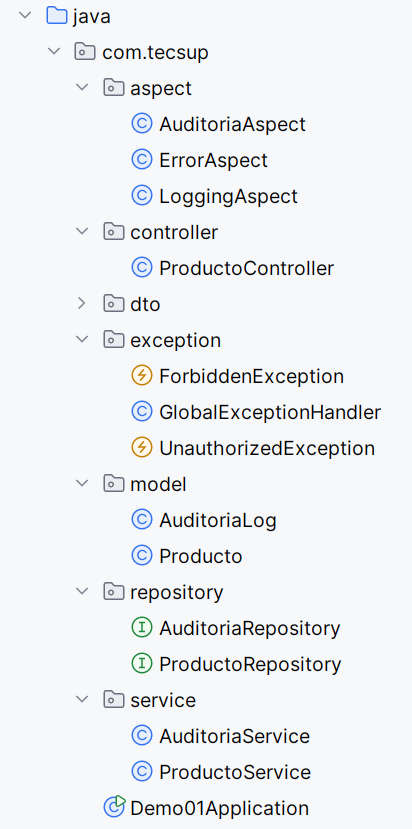 java
com.tecsup
aspect
C AuditoriaAspect
C ErrorAspect
C LoggingAspect
controller
C ProductoController
dto
exception
ForbiddenException
C GlobalExceptionHandler
UnauthorizedException
model
C AuditoriaLog
C Producto
repository
I AuditoriaRepository
I ProductoRepository
service
C AuditoriaService
C ProductoService
C Demo01Application